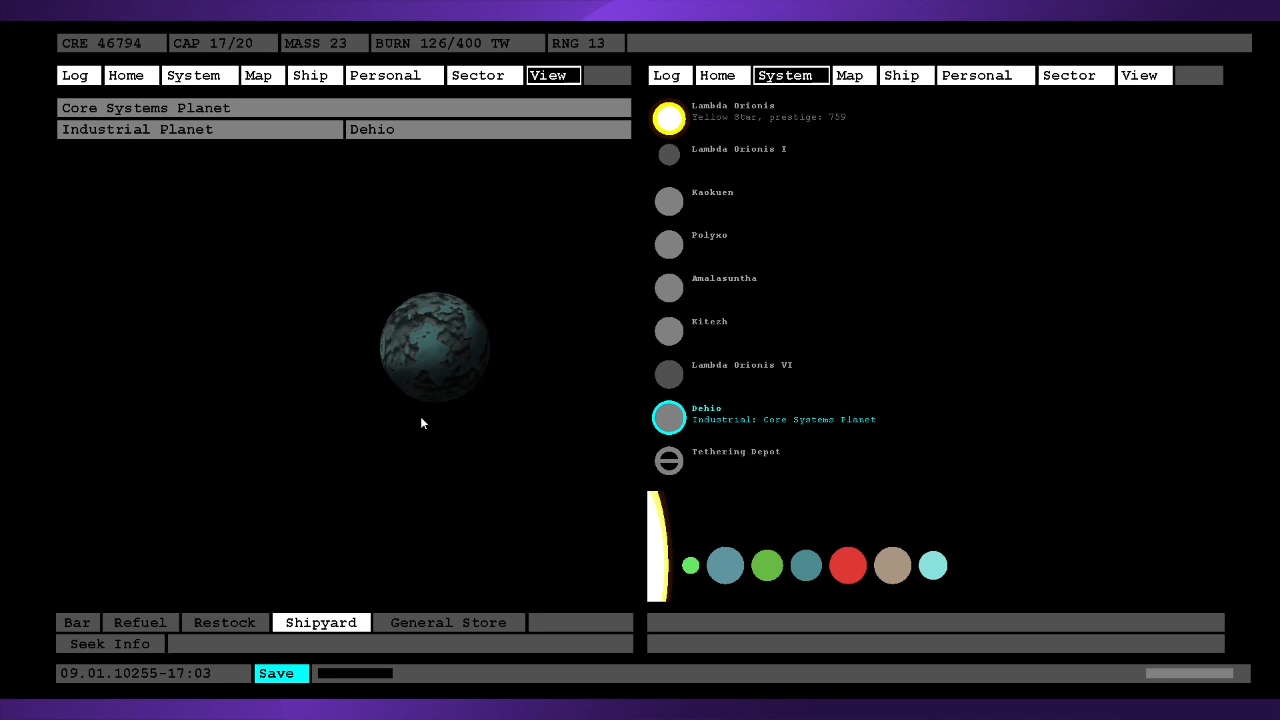 CRE 46794 CAP 17/20 MASS 23 BURN 126/400 TW RNG 13
Log Home System Map Ship Personal Sector View
Core Systems Planet
Industrial Planet Dehio
Bar Refuel Restock Shipyard General Store
Seek Info
09.01.10255-17:03 Save
Log Home System Map Ship Personal Sector View
Lambda Orionis
Yellow Star, prestige: 759
Lambda Orionis I
Kaokuen
Polyxo
Amalasuntha
Kitezh
Lambda Orionis VI
Dehio
Industrial: Core Systems Planet
Tethering Depot